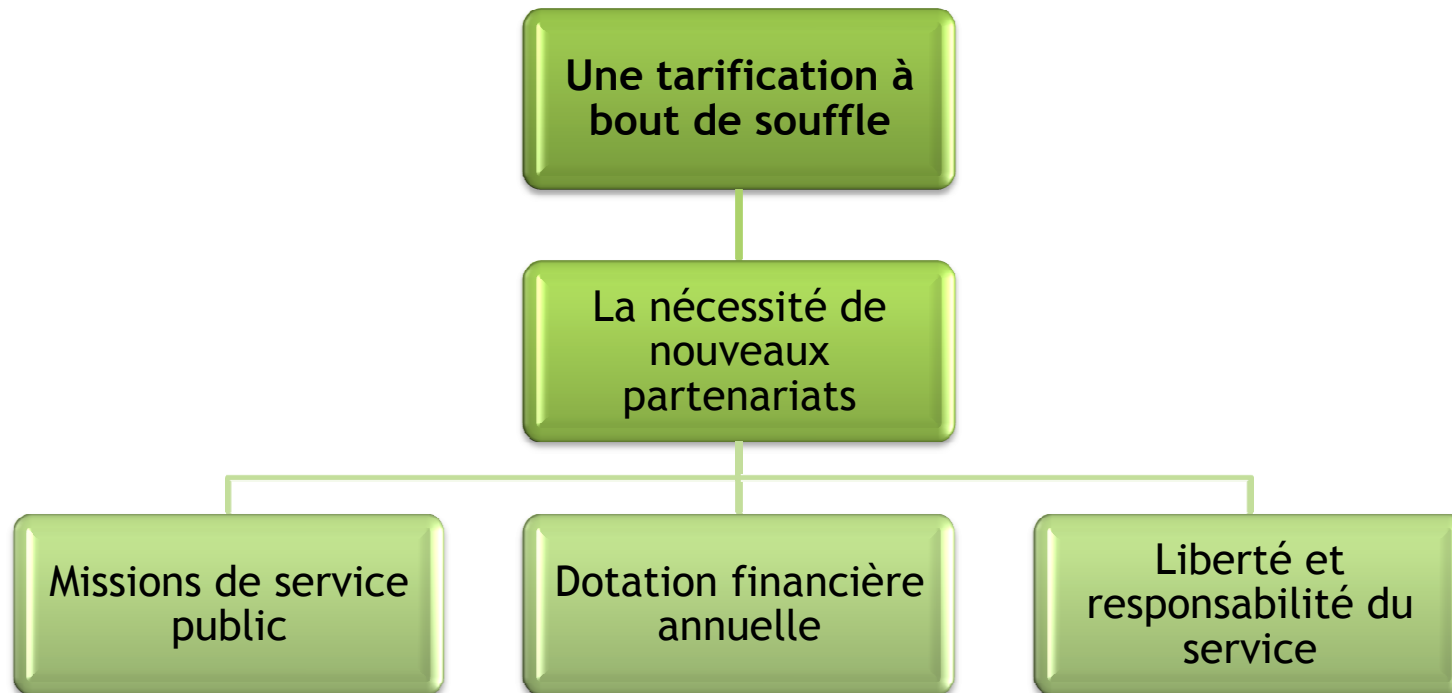 Une tarification à
bout de souffle
La nécessité de
nouveaux
partenariats
Missions de service
public
Dotation financière
annuelle
Liberté et
responsabilité du
service